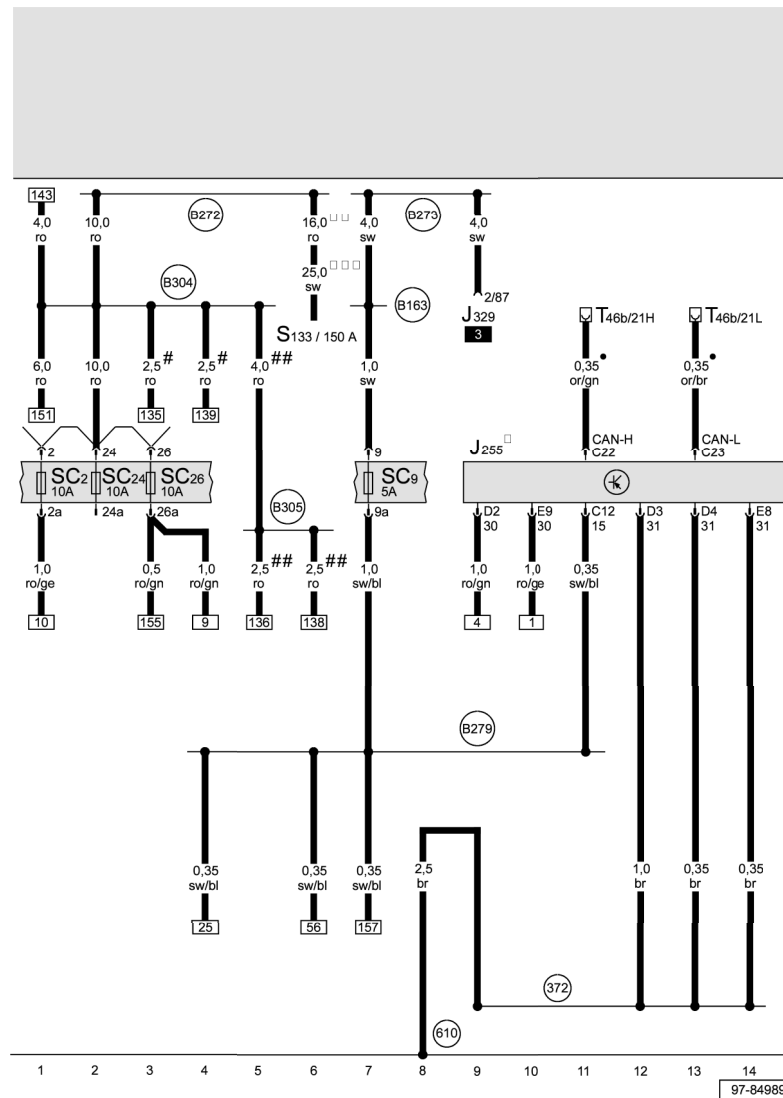 143
4,0 ro
10,0 ro
B272
16,0 ro
25,0 sw
4,0 sw
B273
4,0 sw
2/87
J329
3
B304
B163
S133 / 150 A
T46b/21H
T46b/21L
6,0 ro
10,0 ro
2,5 # ro
2,5 # ro
4,0 ## ro
1,0 sw
0,35 • or/gn
0,35 • or/br
151
135
139
2
24
26
9
J255
CAN-H
C22
CAN-L
C23
SC2 10A
SC24 10A
SC26 10A
SC9 5A
2a
24a
26a
B305
9a
D2 30
E9 30
C12 15
D3 31
D4 31
E8 31
1,0 ro/ge
0,5 ro/gn
1,0 ro/gn
2,5 ## ro
2,5 ## ro
1,0 sw/bl
1,0 ro/gn
1,0 ro/ge
0,35 sw/bl
10
155
9
136
138
4
1
B279
0,35 sw/bl
0,35 sw/bl
0,35 sw/bl
2,5 br
1,0 br
0,35 br
0,35 br
25
56
157
372
610
1 2 3 4 5 6 7 8 9 10 11 12 13 14
97-84989